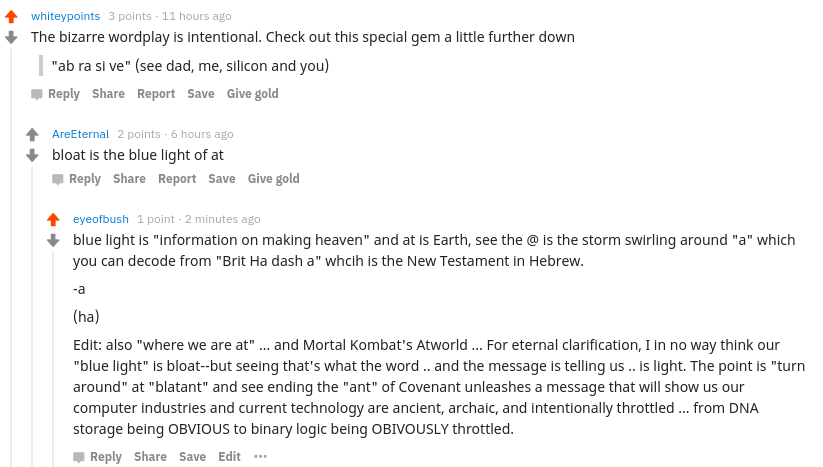 whiteypoints 3 points · 11 hours ago
The bizarre wordplay is intentional. Check out this special gem a little further down
"ab ra si ve" (see dad, me, silicon and you)
Reply Share Report Save Give gold
AreEternal 2 points · 6 hours ago
bloat is the blue light of at
Reply Share Report Save Give gold
eyeofbush 1 point · 2 minutes ago
blue light is "information on making heaven" and at is Earth, see the @ is the storm swirling around "a" which
you can decode from "Brit Ha dash a" whcih is the New Testament in Hebrew.
-a
(ha)
Edit: also "where we are at" ... and Mortal Kombat's Atworld ... For eternal clarification, I in no way think our
"blue light" is bloat--but seeing that's what the word .. and the message is telling us .. is light. The point is "turn
around" at "blatant" and see ending the "ant" of Covenant unleashes a message that will show us our
computer industries and current technology are ancient, archaic, and intentionally throttled ... from DNA
storage being OBVIOUS to binary logic being OBIVOUSLY throttled.
Reply Share Save Edit ···